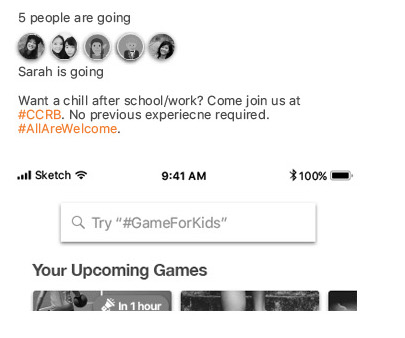 5 people are going
Sarah is going
Want a chill after school/work? Come join us at
#CCRB. No previous experiecne required.
#AllAreWelcome.
Sketch 9:41 AM 100%
Try “#GameForKids”
Your Upcoming Games
In 1 hour